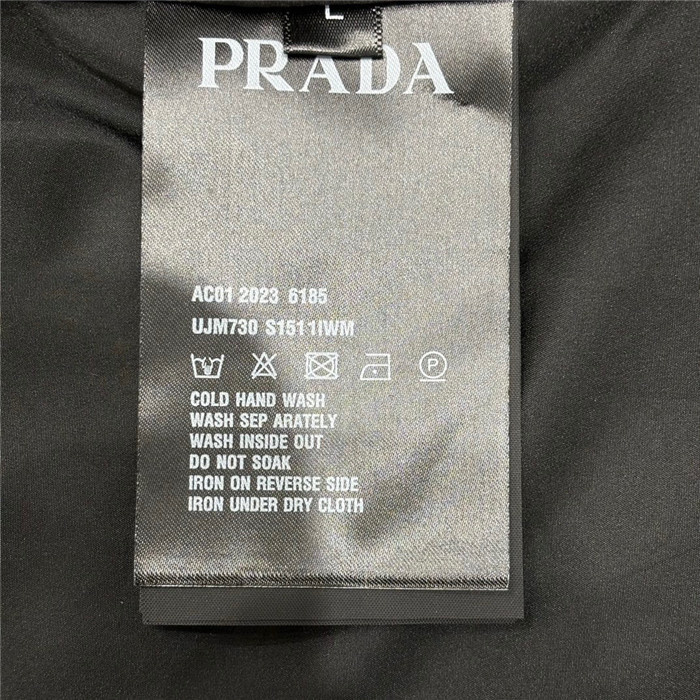 L
PRADA
AC01 2023 6185
UJM730 S1511IWM
P
COLD HAND WASH
WASH SEP ARATELY
WASH INSIDE OUT
DO NOT SOAK
IRON ON REVERSE SIDE
IRON UNDER DRY CLOTH